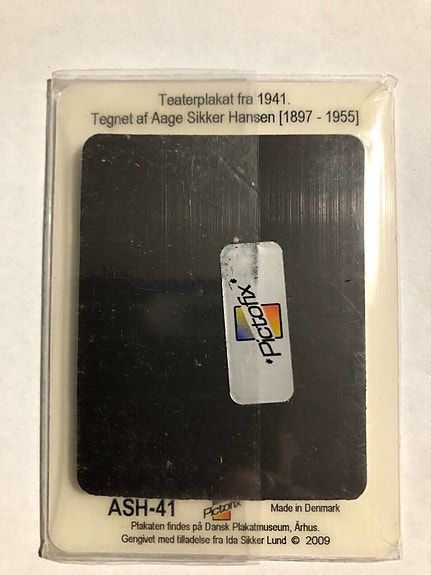 Teaterplakat fra 1941.
Tegnet af Aage Sikker Hansen [1897 - 1955]
*Pictofix*
ASH-41 Pictofix Made in Denmark
Plakaten findes på Dansk Plakatmuseum, Århus.
Gengivet med tilladelse fra Ida Sikker Lund © 2009